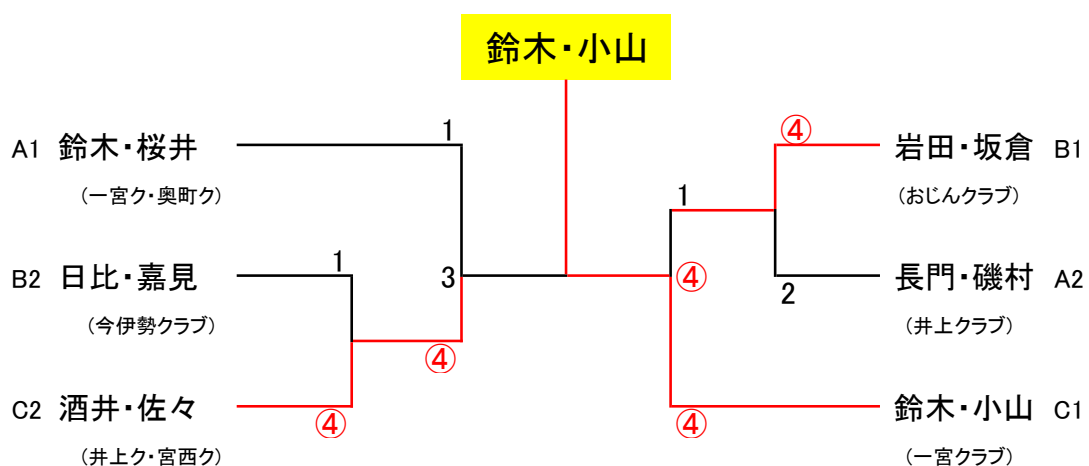 鈴木・小山
1
④
A1 鈴木・桜井
岩田・坂倉 B1
(一宮ク・奥町ク)
1
(おじんクラブ)
B2 日比・嘉見
1
3
④
長門・磯村 A2
2
(今伊勢クラブ)
(井上クラブ)
④
C2 酒井・佐々
④
④
鈴木・小山 C1
(井上ク・宮西ク)
(一宮クラブ)